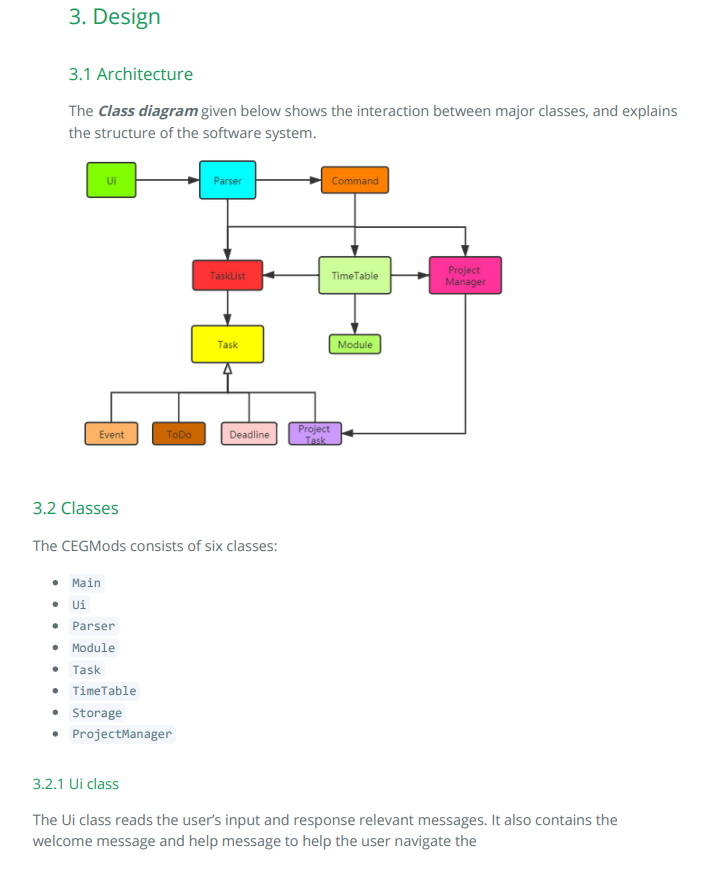 3. Design
3.1 Architecture
The Class diagram given below shows the interaction between major classes, and explains
the structure of the software system.
Ui
Parser
Command
TaskList
TimeTable
Project
Manager
Task
Module
Event
ToDo
Deadline
Project
Task
3.2 Classes
The CEGMods consists of six classes:
Main
Ui
Parser
Module
Task
TimeTable
Storage
ProjectManager
3.2.1 Ui class
The Ui class reads the user’s input and response relevant messages. It also contains the
welcome message and help message to help the user navigate the